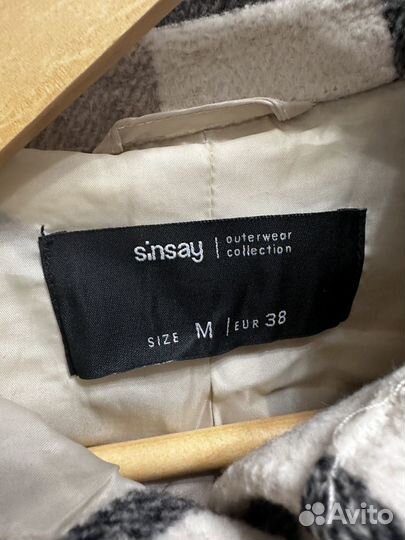 sinsay | outerwear
collection
SIZE M / EUR 38
Avito